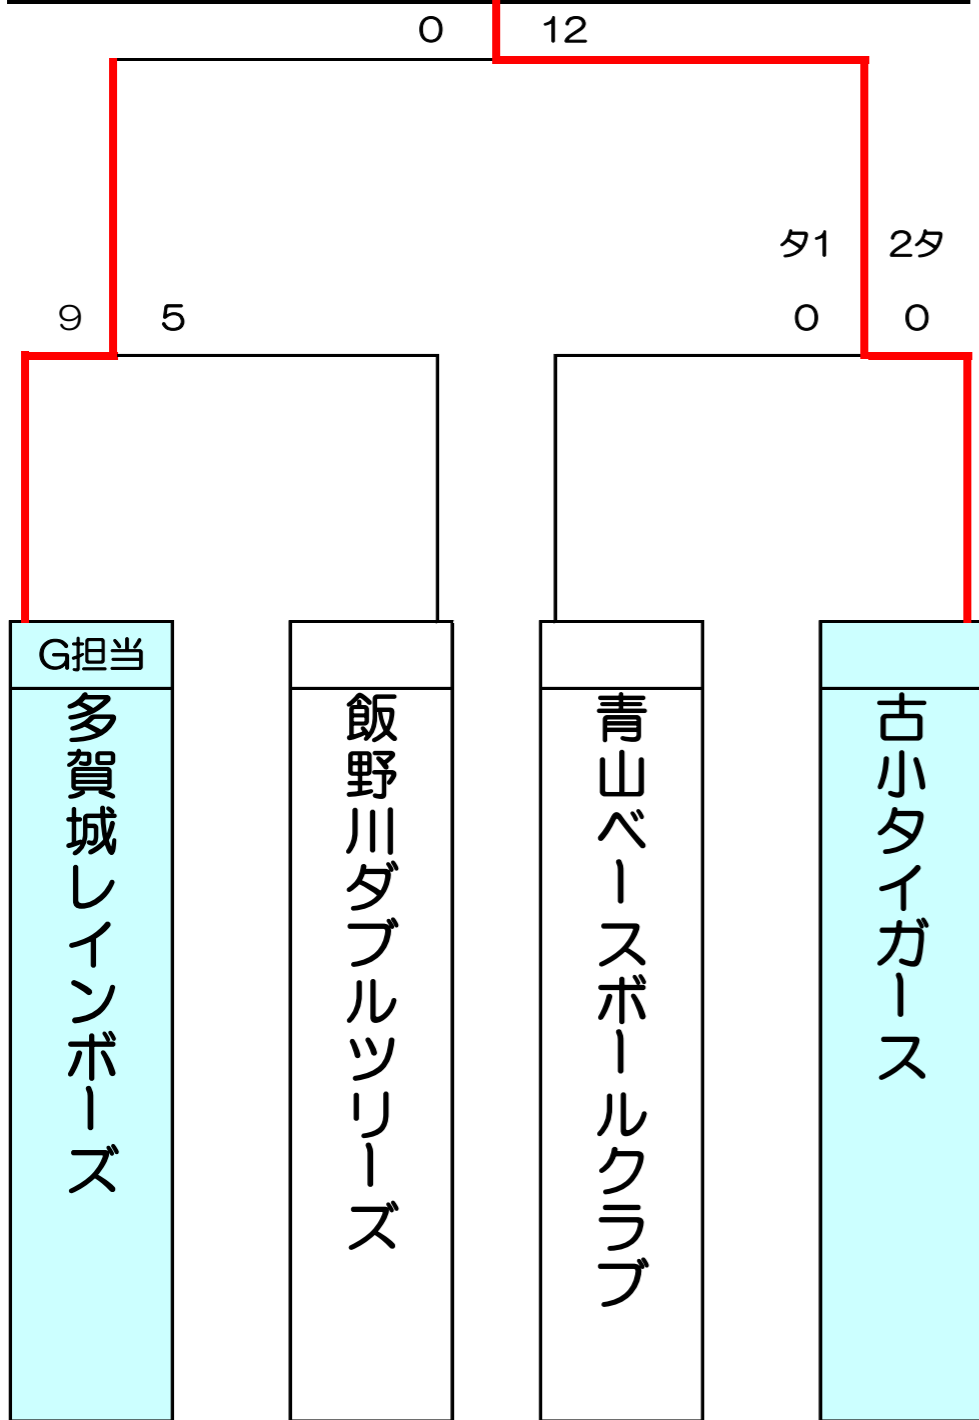 0 12
タ1 2タ
9 5 0 0
G担当
多賀城レインボーズ
飯野川ダブルツリーズ
青山ベースボールクラブ
古小タイガース